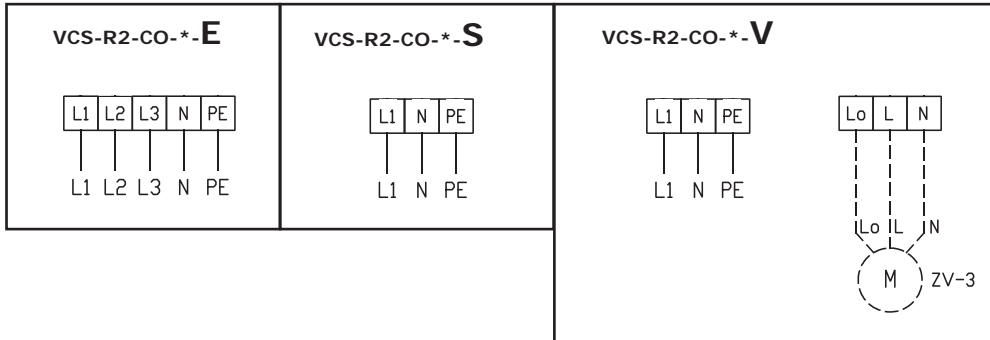 VCS-R2-CO-*-E
L1 L2 L3 N PE
L1 L2 L3 N PE
VCS-R2-CO-*-S
L1 N PE
L1 N PE
VCS-R2-CO-*-V
L1 N PE
L1 N PE
Lo L N
Lo L N
M ZV-3